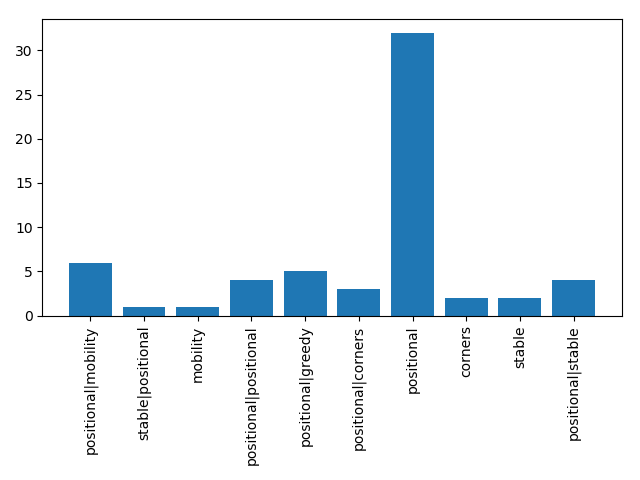 30
25
20
15
10
5
0
positional|mobility
stable|positional
mobility
positional|positional
positional|greedy
positional|corners
positional
corners
stable
positional|stable